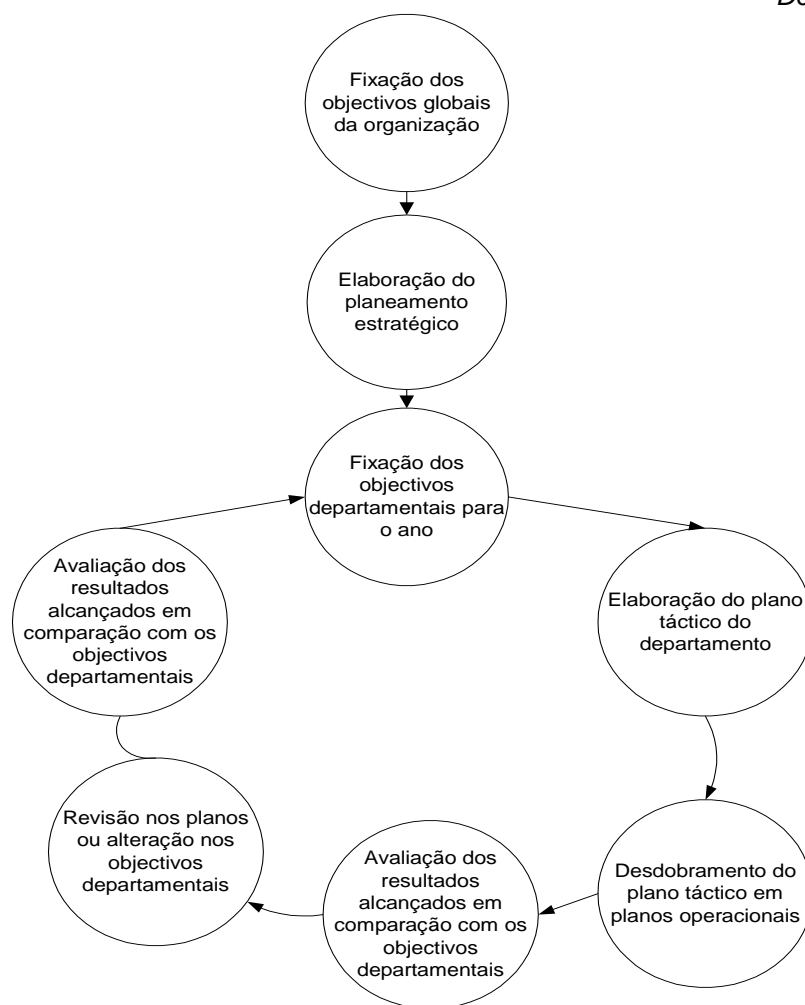 Fixação dos
objectivos globais
da organização
Elaboração do
planeamento
estratégico
Fixação dos
objectivos
departamentais para
o ano
Elaboração do plano
táctico do
departamento
Desdobramento do
plano táctico em
planos operacionais
Avaliação dos
resultados
alcançados em
comparação com os
objectivos
departamentais
Revisão nos planos
ou alteração nos
objectivos
departamentais
Avaliação dos
resultados
alcançados em
comparação com os
objectivos
departamentais